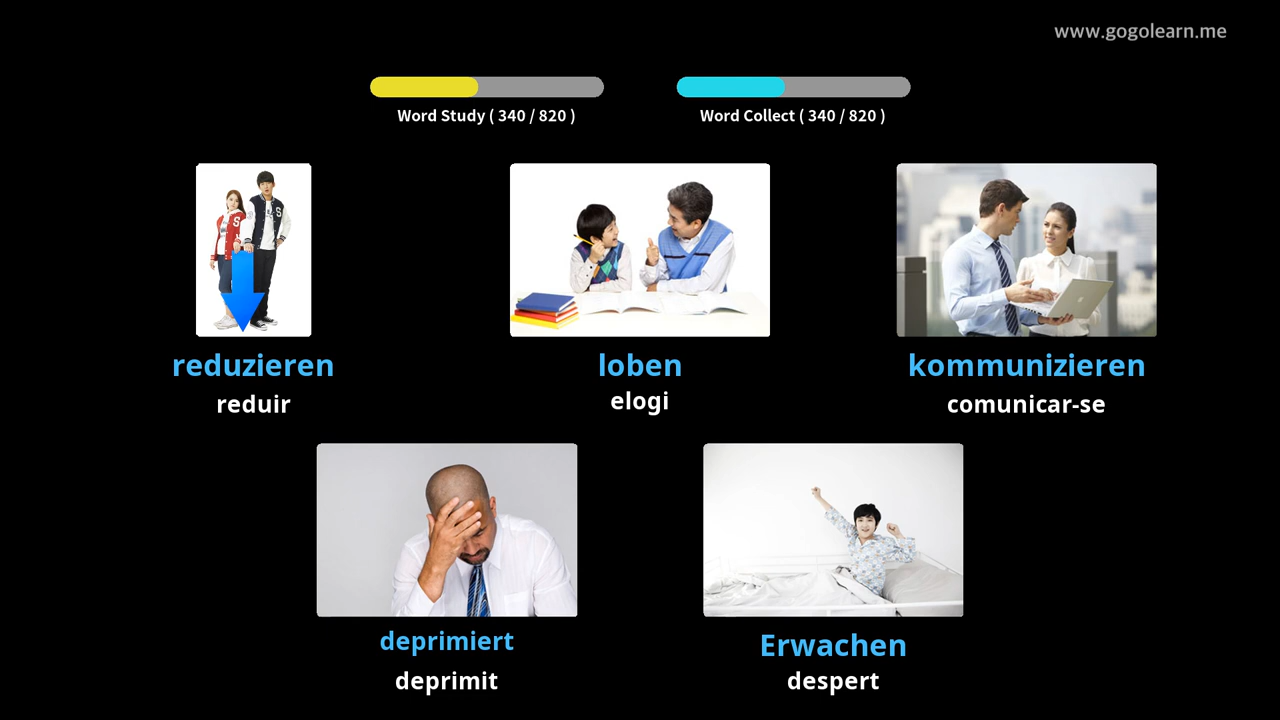 www.gogolearn.me
Word Study ( 340 / 820 )
Word Collect ( 340 / 820 )
S
S
reduzieren
reduir
loben
elogi
kommunizieren
comunicar-se
deprimiert
deprimit
Erwachen
despert